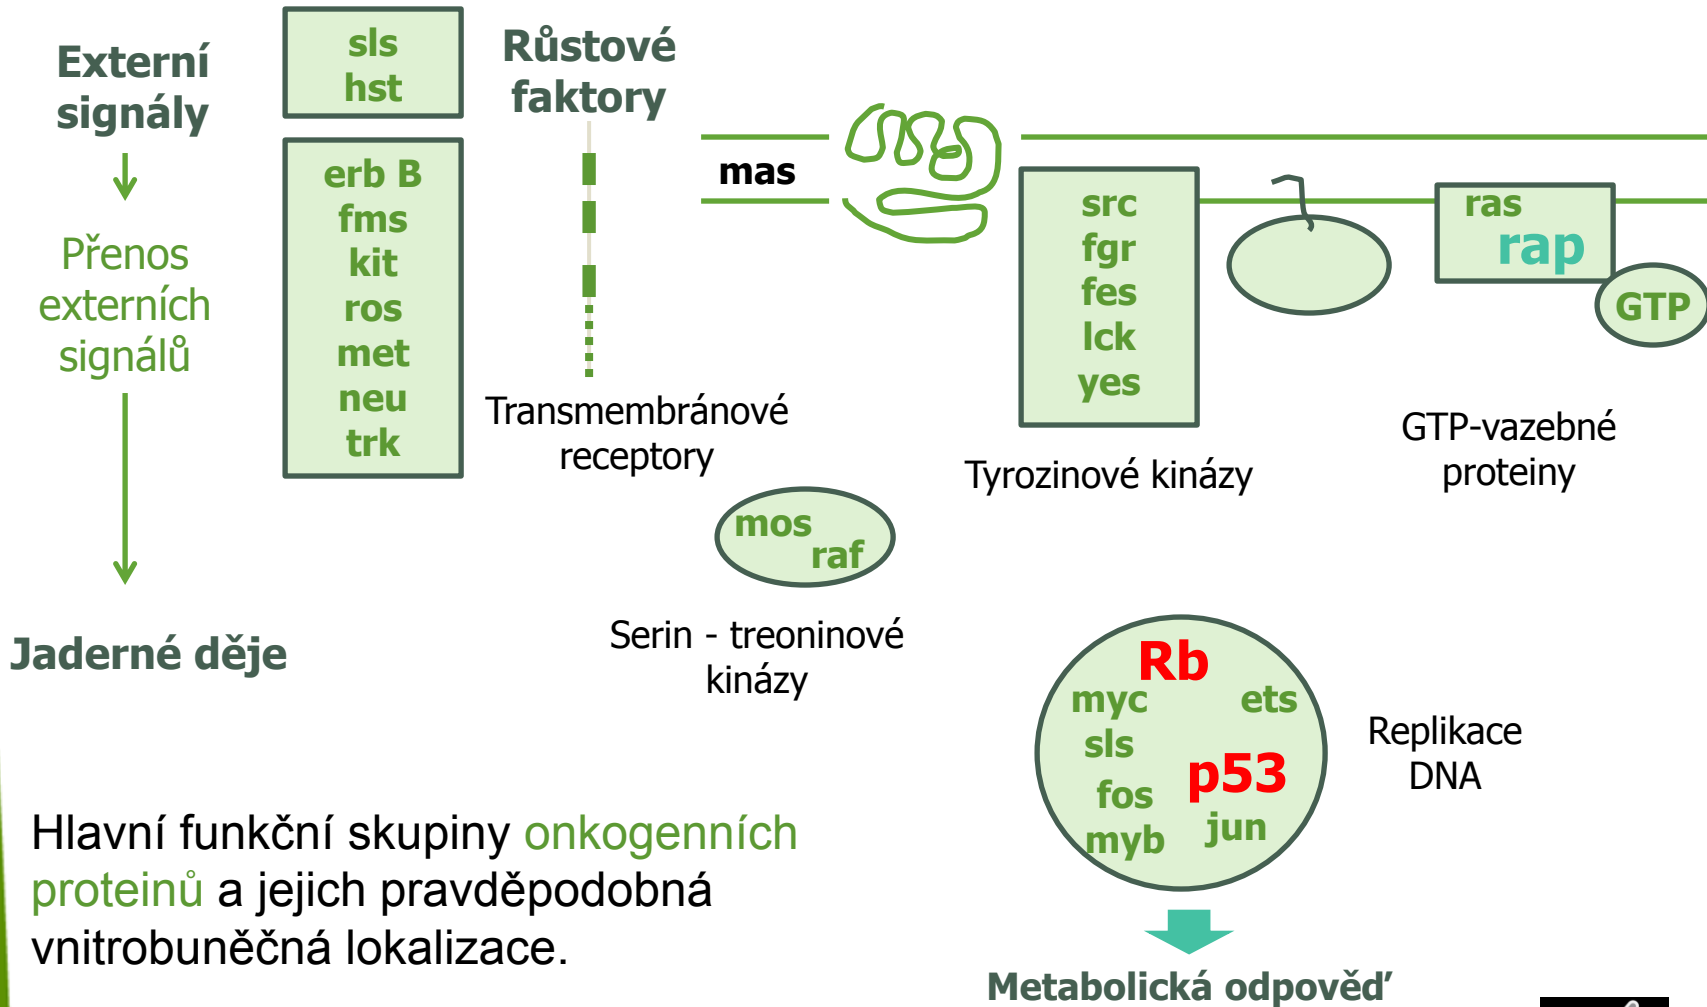 Externí
signály
sls
hst
Růstové
faktory
erb B
fms
kit
ros
met
neu
trk
Přenos
externích
signálů
Transmembránové
receptory
mas
src
fgr
fes
lck
yes
Tyrozinové kinázy
ras
rap
GTP
GTP-vazebné
proteiny
mos
raf
Serin - treoninové
kinázy
Jaderné děje
Rb
myc ets
sls
p53
fos
jun
myb
Replikace
DNA
Hlavní funkční skupiny onkogenních
proteinů a jejich pravděpodobná
vnitrobuněčná lokalizace.
Metabolická odpověď